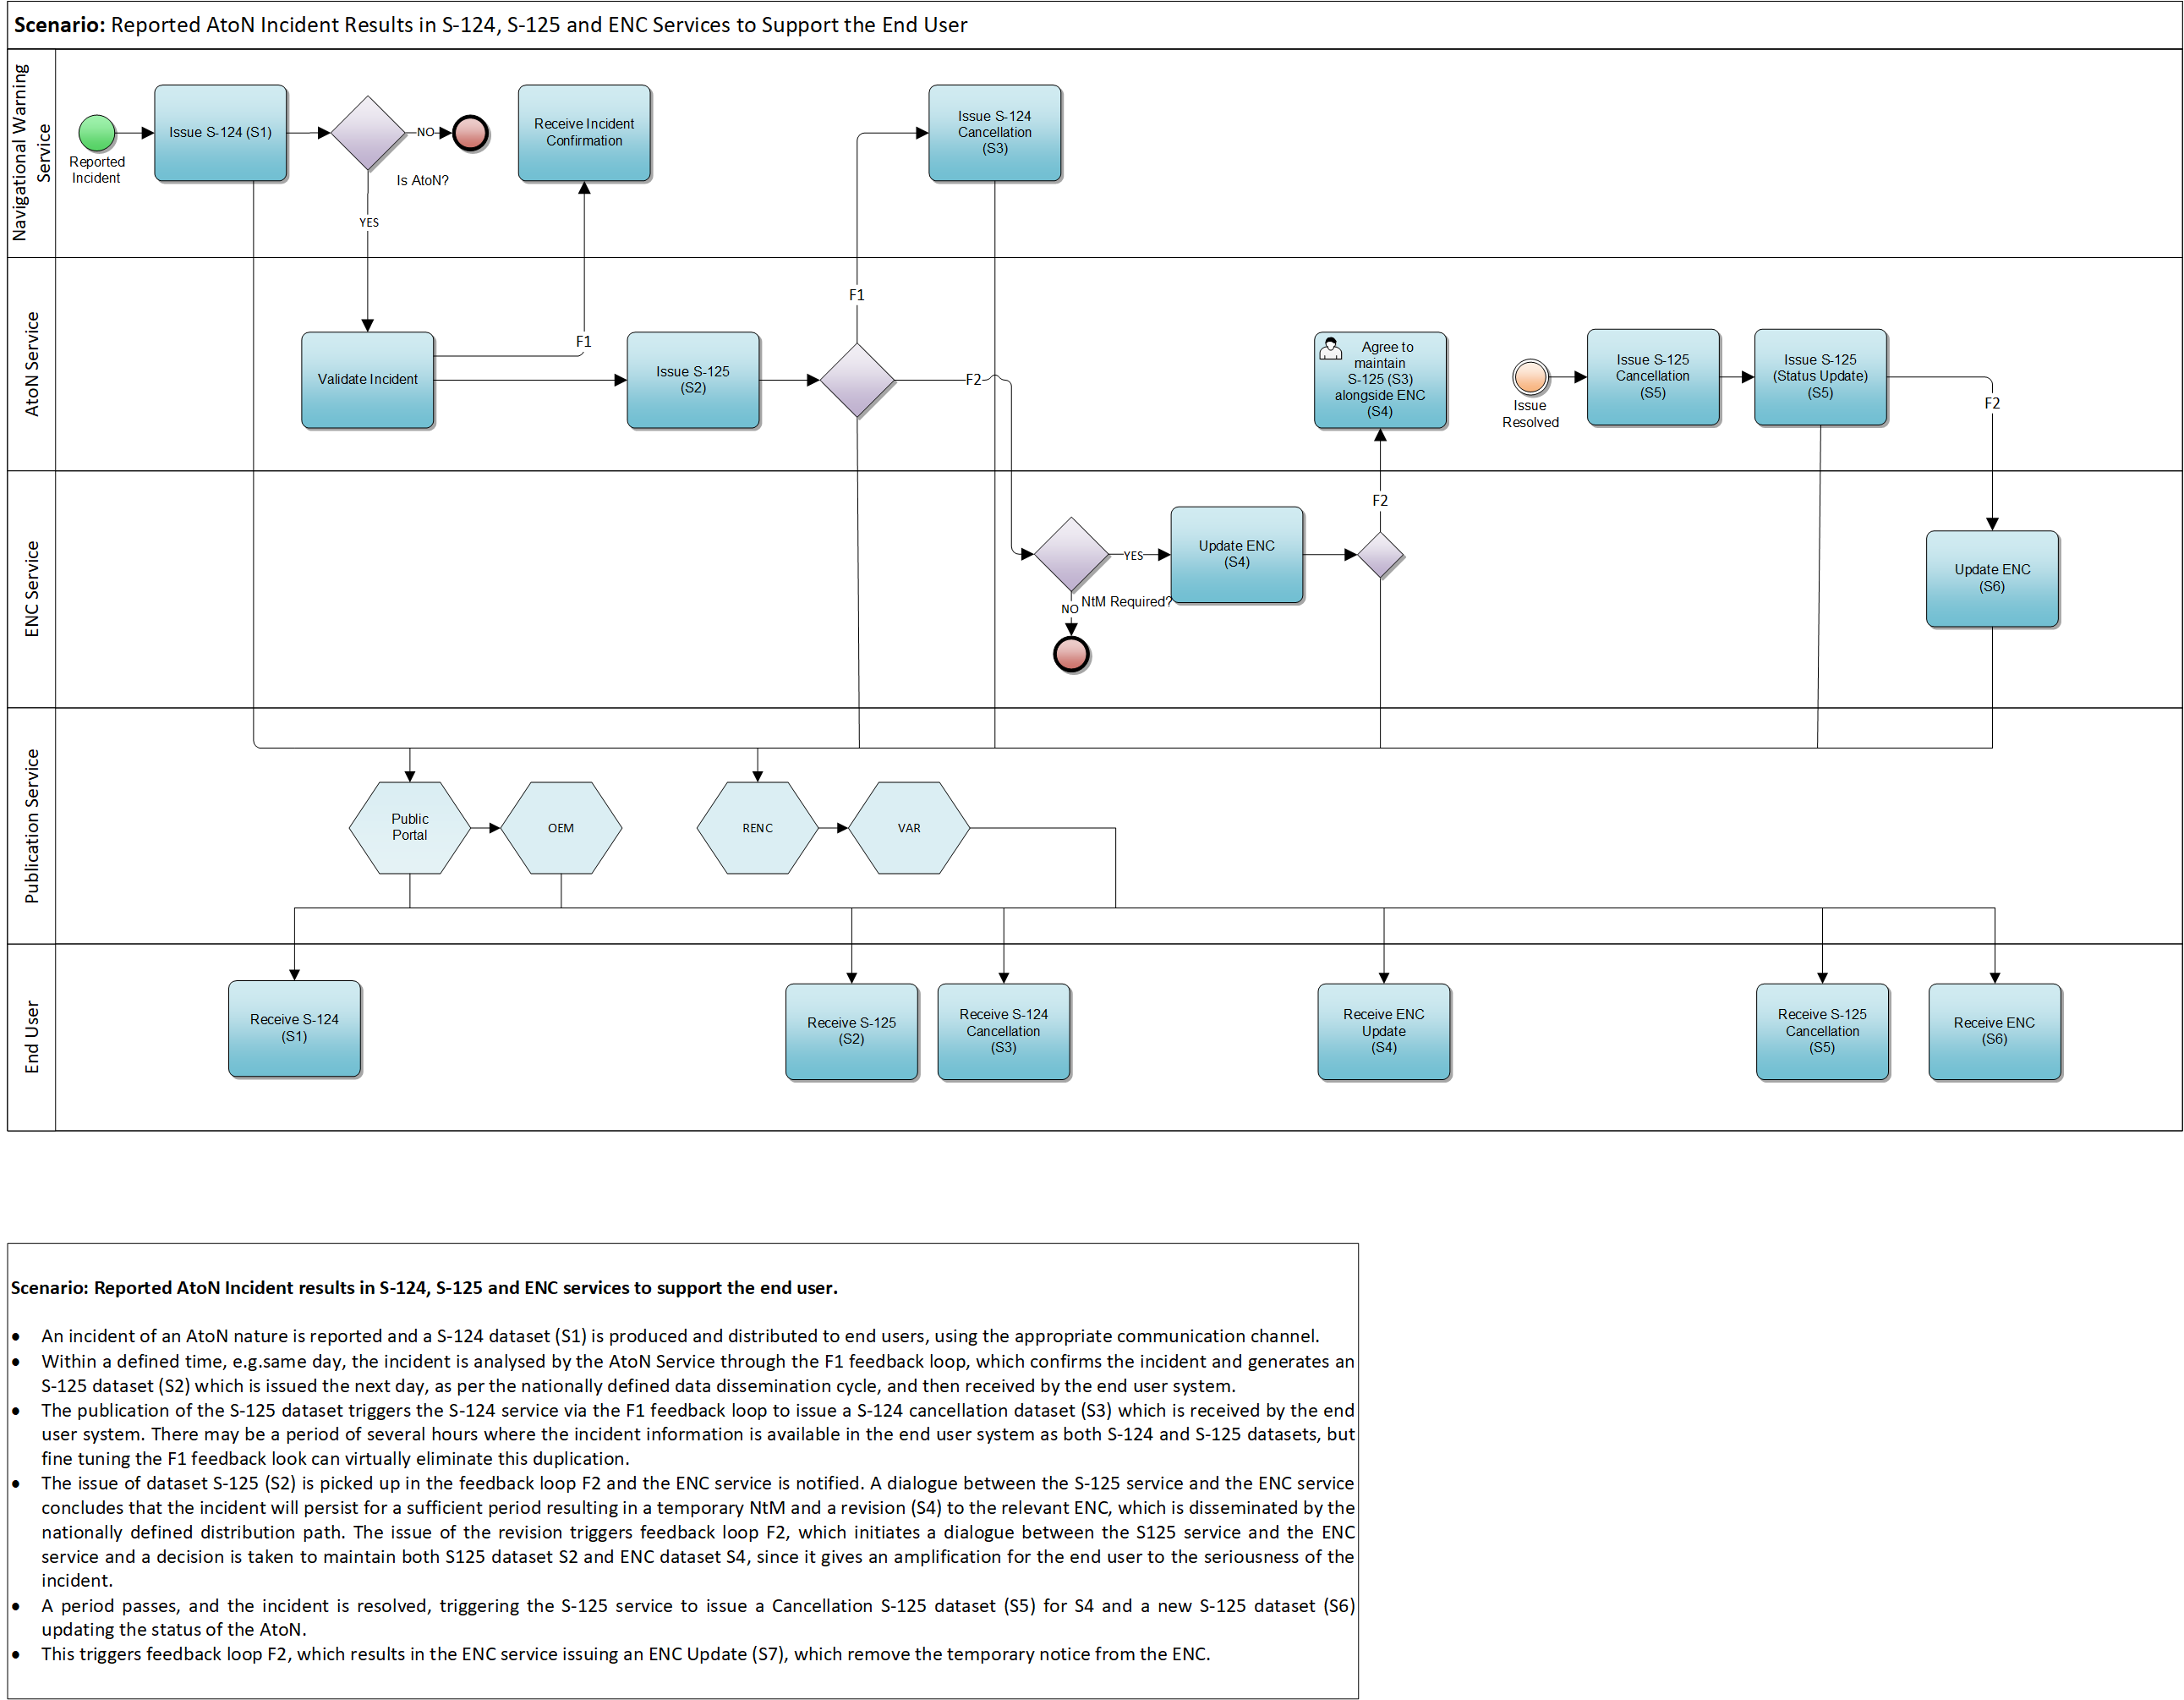 Scenario: Reported AtoN Incident Results in S-124, S-125 and ENC Services to Support the End User
Navigational Warning
Service
Reported
Incident
Issue S-124 (S1)
NO
Is AtoN?
YES
Receive Incident
Confirmation
Issue S-124
Cancellation
(S3)
AtoN Service
Validate Incident
F1
Issue S-125
(S2)
F1
F2
Agree to
maintain
S-125 (S3)
alongside ENC
(S4)
Issue
Resolved
Issue S-125
Cancellation
(S5)
Issue S-125
(Status Update)
(S5)
F2
ENC Service
YES
NO
NtM Required?
Update ENC
(S4)
F2
Update ENC
(S6)
Publication Service
Public
Portal
OEM
RENC
VAR
End User
Receive S-124
(S1)
Receive S-125
(S2)
Receive S-124
Cancellation
(S3)
Receive ENC
Update
(S4)
Receive S-125
Cancellation
(S5)
Receive ENC
(S6)
Scenario: Reported AtoN Incident results in S-124, S-125 and ENC services to support the end user.
● An incident of an AtoN nature is reported and a S-124 dataset (S1) is produced and distributed to end users, using the appropriate communication channel.
● Within a defined time, e.g.same day, the incident is analysed by the AtoN Service through the F1 feedback loop, which confirms the incident and generates an
S-125 dataset (S2) which is issued the next day, as per the nationally defined data dissemination cycle, and then received by the end user system.
● The publication of the S-125 dataset triggers the S-124 service via the F1 feedback loop to issue a S-124 cancellation dataset (S3) which is received by the end
user system. There may be a period of several hours where the incident information is available in the end user system as both S-124 and S-125 datasets, but
fine tuning the F1 feedback look can virtually eliminate this duplication.
● The issue of dataset S-125 (S2) is picked up in the feedback loop F2 and the ENC service is notified. A dialogue between the S-125 service and the ENC service
concludes that the incident will persist for a sufficient period resulting in a temporary NtM and a revision (S4) to the relevant ENC, which is disseminated by the
nationally defined distribution path. The issue of the revision triggers feedback loop F2, which initiates a dialogue between the S125 service and the ENC
service and a decision is taken to maintain both S125 dataset S2 and ENC dataset S4, since it gives an amplification for the end user to the seriousness of the
incident.
● A period passes, and the incident is resolved, triggering the S-125 service to issue a Cancellation S-125 dataset (S5) for S4 and a new S-125 dataset (S6)
updating the status of the AtoN.
● This triggers feedback loop F2, which results in the ENC service issuing an ENC Update (S7), which remove the temporary notice from the ENC.